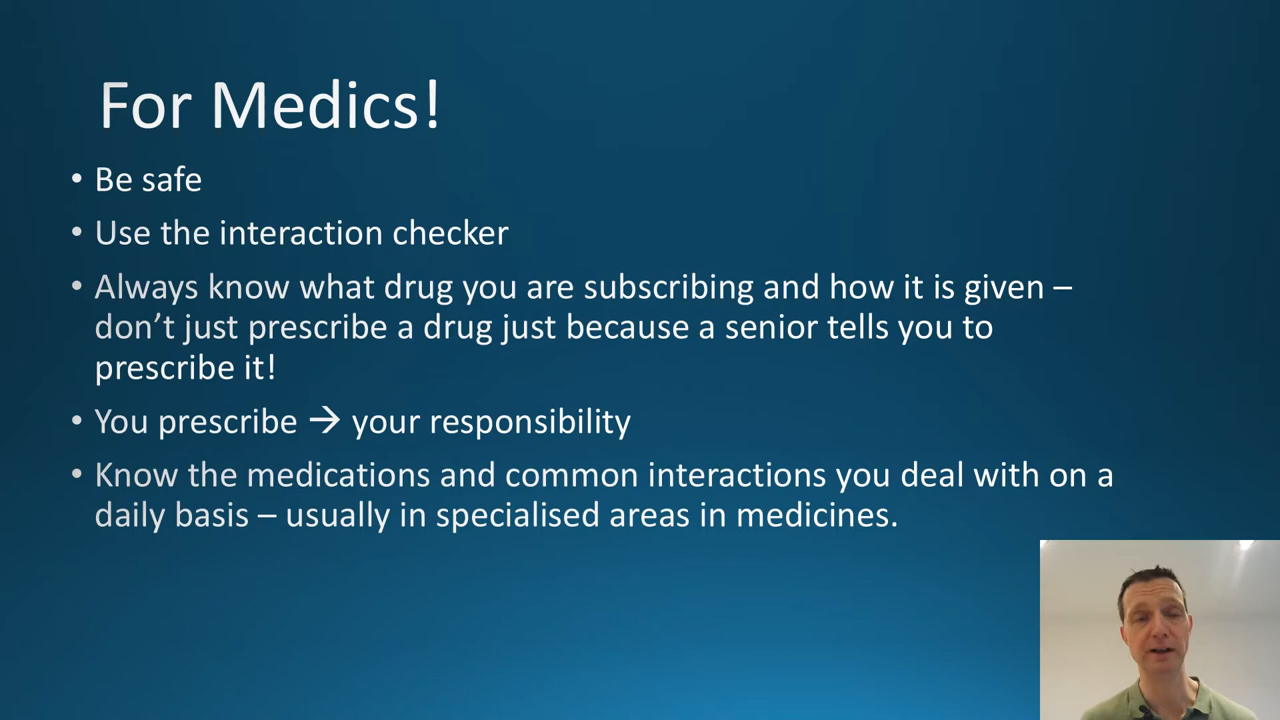 For Medics!
• Be safe
• Use the interaction checker
• Always know what drug you are subscribing and how it is given –
don’t just prescribe a drug just because a senior tells you to
prescribe it!
• You prescribe → your responsibility
• Know the medications and common interactions you deal with on a
daily basis – usually in specialised areas in medicines.